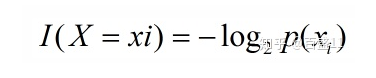 I(X = xi) = −log₂ p(xᵢ)